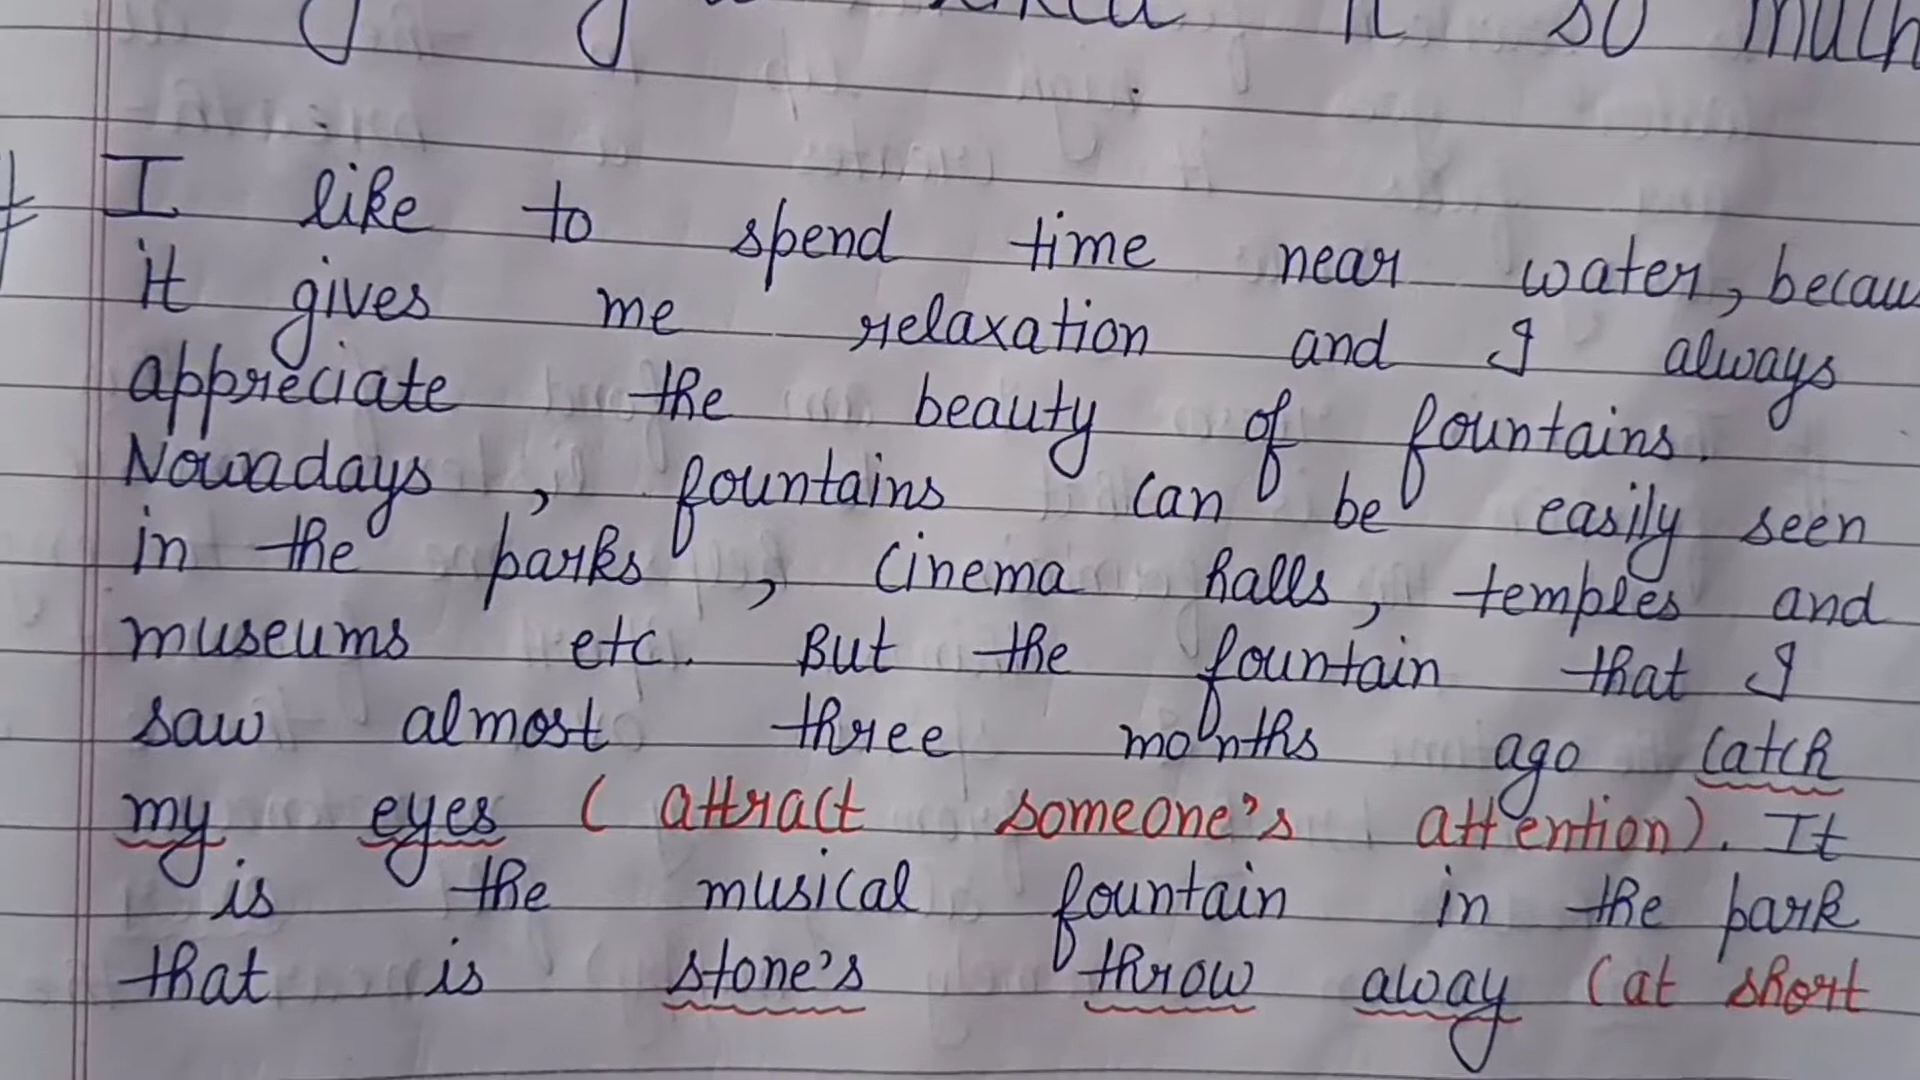 it so much
# I like to spend time near water, becau
it gives me relaxation and I always
appreciate the beauty of fountains.
Nowadays, fountains can be easily seen
in the parks, cinema halls, temples and
museums etc. But the fountain that I
saw almost three months ago catch
my eyes (attract someone's attention). It
is the musical fountain in the park
that is stone's throw away (at short